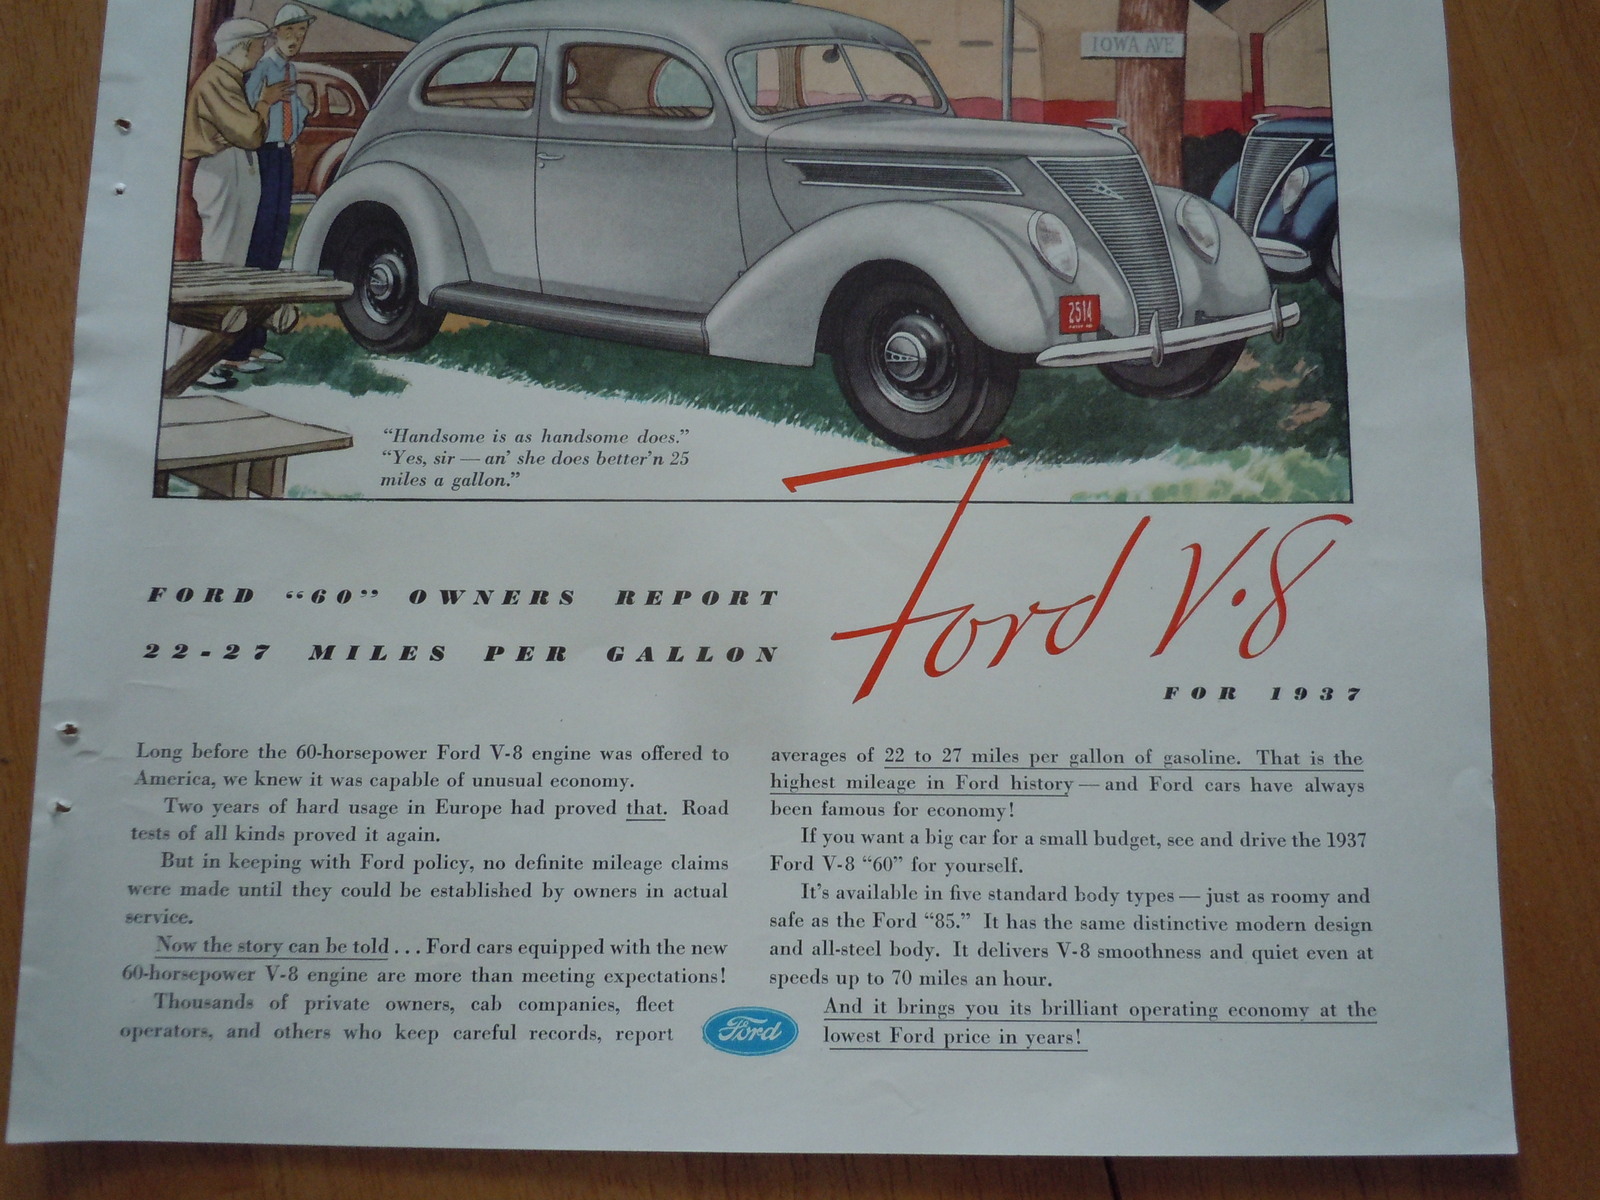 IOWA AVE
2514
"Handsome is as handsome does."
"Yes, sir — an' she does better'n 25
miles a gallon."
Ford V·8
FOR 1937
FORD "60" OWNERS REPORT
22-27 MILES PER GALLON
Long before the 60-horsepower Ford V-8 engine was offered to
America, we knew it was capable of unusual economy.
Two years of hard usage in Europe had proved that. Road
tests of all kinds proved it again.
But in keeping with Ford policy, no definite mileage claims
were made until they could be established by owners in actual
service.
Now the story can be told . . . Ford cars equipped with the new
60-horsepower V-8 engine are more than meeting expectations!
Thousands of private owners, cab companies, fleet
operators, and others who keep careful records, report
averages of 22 to 27 miles per gallon of gasoline. That is the
highest mileage in Ford history — and Ford cars have always
been famous for economy!
If you want a big car for a small budget, see and drive the 1937
Ford V-8 "60" for yourself.
It's available in five standard body types — just as roomy and
safe as the Ford "85." It has the same distinctive modern design
and all-steel body. It delivers V-8 smoothness and quiet even at
speeds up to 70 miles an hour.
And it brings you its brilliant operating economy at the
lowest Ford price in years!
Ford